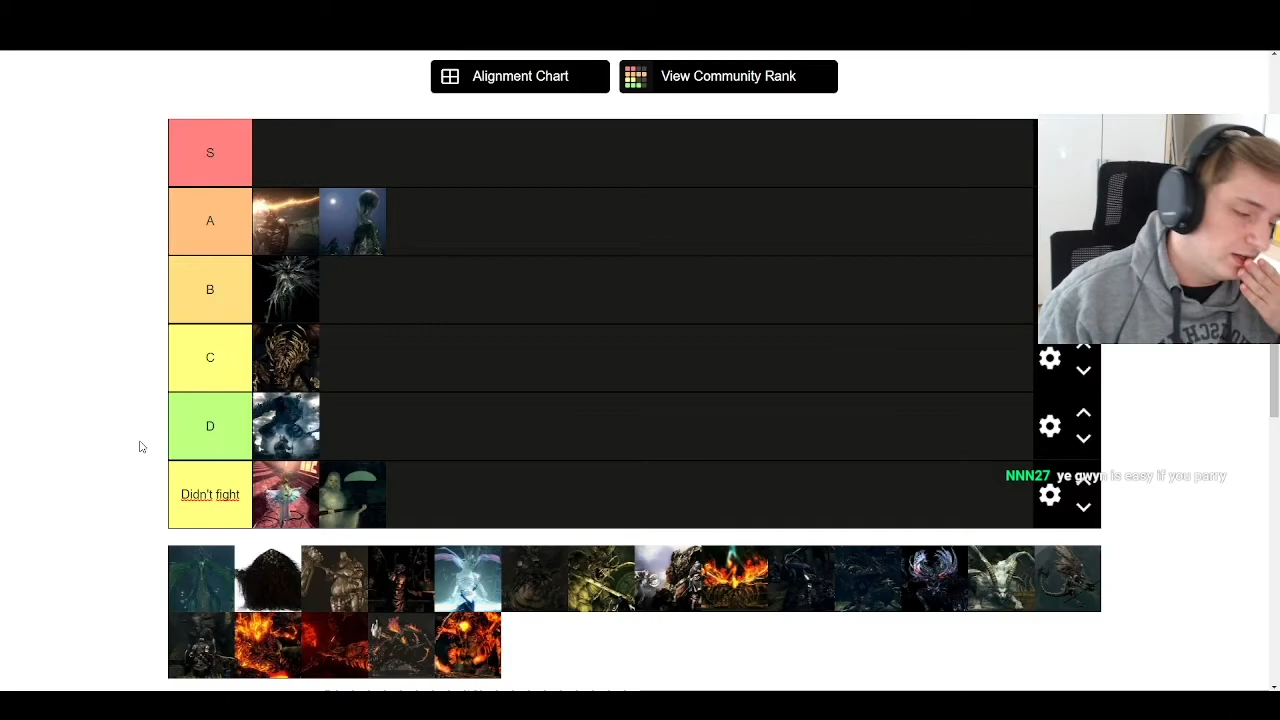 Alignment Chart
View Community Rank
S
A
B
C
D
Didn't fight
NNN27 ye gwyn is easy if you parry